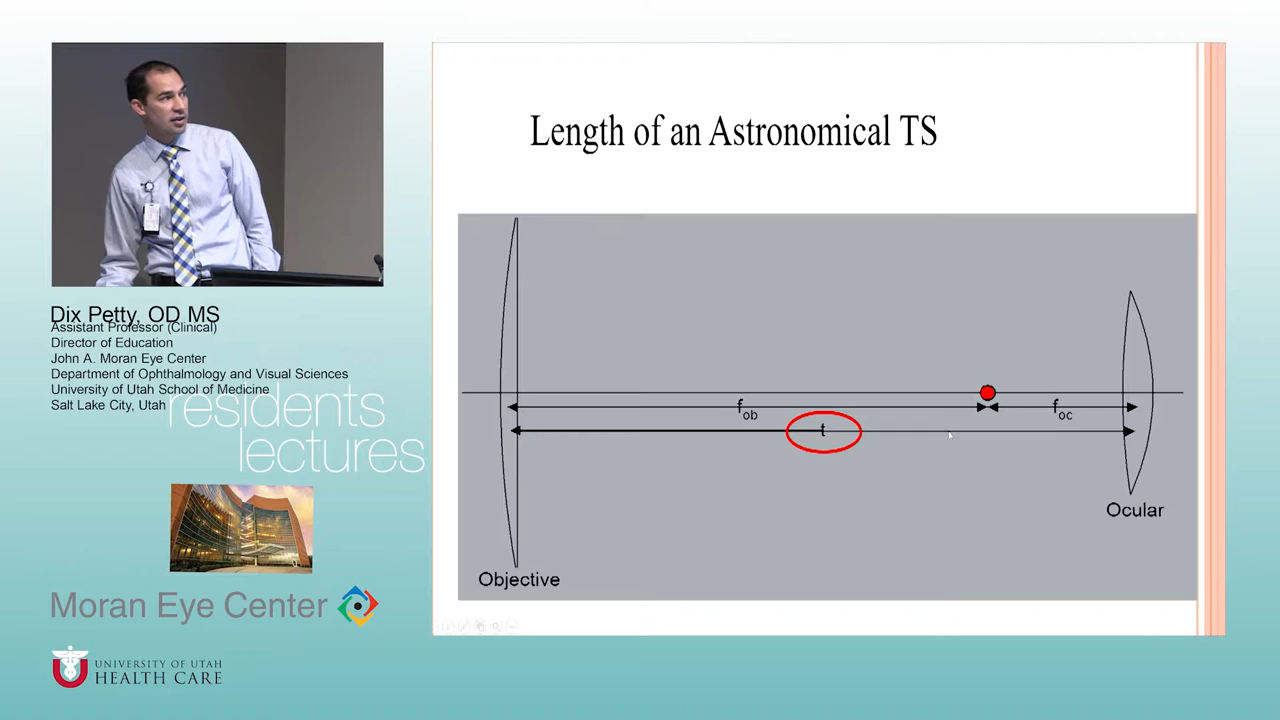 Length of an Astronomical TS
f ob
f oc
t
Ocular
Objective
Dix Petty, OD MS
Assistant Professor (Clinical)
Director of Education
John A. Moran Eye Center
Department of Ophthalmology and Visual Sciences
University of Utah School of Medicine
Salt Lake City, Utah
residents
lectures
Moran Eye Center
UNIVERSITY OF UTAH
HEALTH CARE